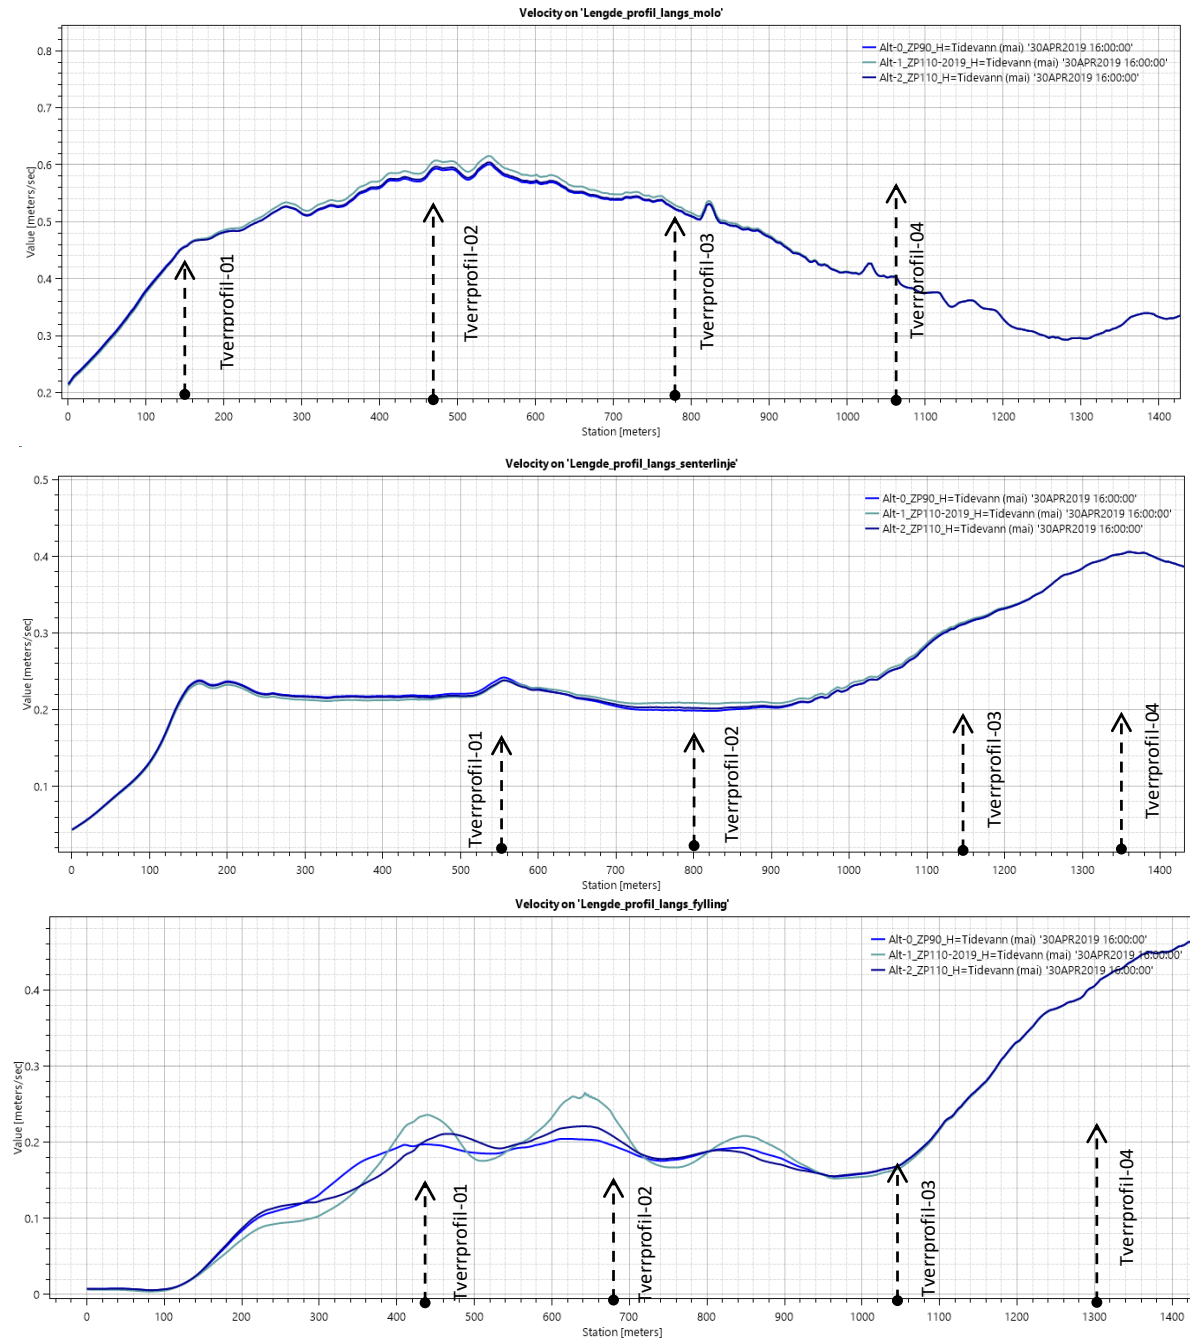 Velocity on 'Lengde_profil_langs_molo'
Value [meters/sec]
0.8
0.7
0.6
0.5
0.4
0.3
0.2
Alt-0_ZP90_H=Tidevann (mai) '30APR2019 16:00:00'
Alt-1_ZP110-2019_H=Tidevann (mai) '30APR2019 16:00:00'
Alt-2_ZP110_H=Tidevann (mai) '30APR2019 16:00:00'
Tverrprofil-01
Tverrprofil-02
Tverrprofil-03
Tverrprofil-04
0 100 200 300 400 500 600 700 800 900 1000 1100 1200 1300 1400
Station [meters]
Velocity on 'Lengde_profil_langs_senterlinje'
Value [meters/sec]
0.5
0.4
0.3
0.2
0.1
Alt-0_ZP90_H=Tidevann (mai) '30APR2019 16:00:00'
Alt-1_ZP110-2019_H=Tidevann (mai) '30APR2019 16:00:00'
Alt-2_ZP110_H=Tidevann (mai) '30APR2019 16:00:00'
Tverrprofil-01
Tverrprofil-02
Tverrprofil-03
Tverrprofil-04
0 100 200 300 400 500 600 700 800 900 1000 1100 1200 1300 1400
Station [meters]
Velocity on 'Lengde_profil_langs_fylling'
Value [meters/sec]
0.4
0.3
0.2
0.1
0
Alt-0_ZP90_H=Tidevann (mai) '30APR2019 16:00:00'
Alt-1_ZP110-2019_H=Tidevann (mai) '30APR2019 16:00:00'
Alt-2_ZP110_H=Tidevann (mai) '30APR2019 16:00:00'
Tverrprofil-01
Tverrprofil-02
Tverrprofil-03
Tverrprofil-04
0 100 200 300 400 500 600 700 800 900 1000 1100 1200 1300 1400
Station [meters]